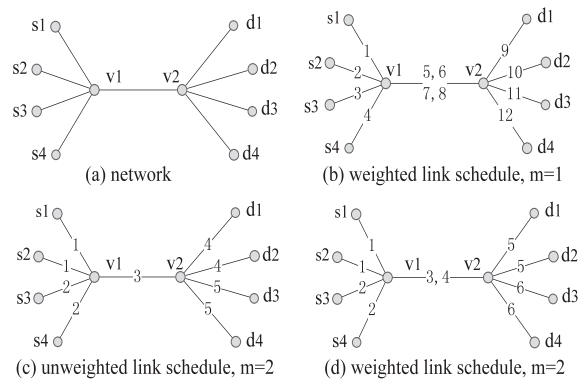 s1
d1
s2
v1
v2
d2
s3
d3
s4
d4
(a) network
s1
d1
1
9
s2
2
v1
5,6
v2
10
d2
s3
3
7,8
11
d3
4
12
s4
d4
(b) weighted link schedule, m=1
s1
d1
1
4
s2
1
v1
3
v2
4
d2
s3
2
5
d3
2
5
s4
d4
(c) unweighted link schedule, m=2
s1
d1
1
5
s2
1
v1
3,4
v2
5
d2
s3
2
6
d3
2
6
s4
d4
(d) weighted link schedule, m=2